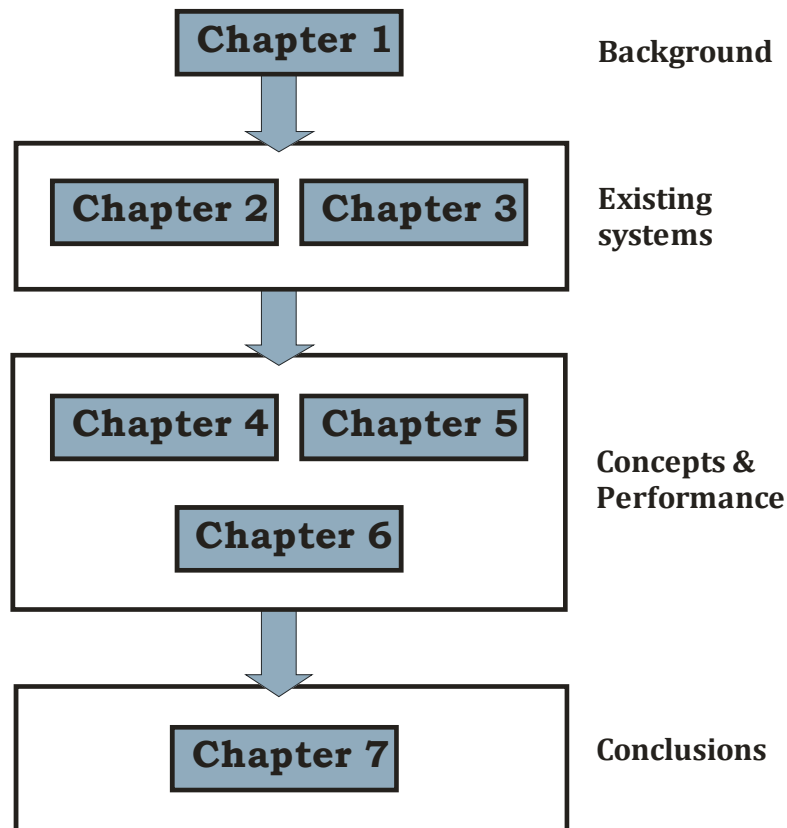 Chapter 1
Background
Chapter 2
Chapter 3
Existing
systems
Chapter 4
Chapter 5
Chapter 6
Concepts &
Performance
Chapter 7
Conclusions